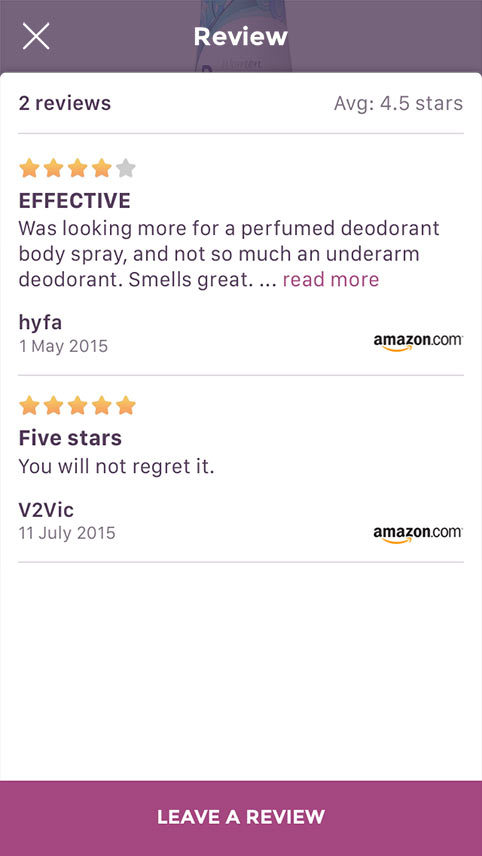 Review
2 reviews
Avg: 4.5 stars
EFFECTIVE
Was looking more for a perfumed deodorant
body spray, and not so much an underarm
deodorant. Smells great. ... read more
hyfa
1 May 2015
amazon.com
Five stars
You will not regret it.
V2Vic
11 July 2015
amazon.com
LEAVE A REVIEW